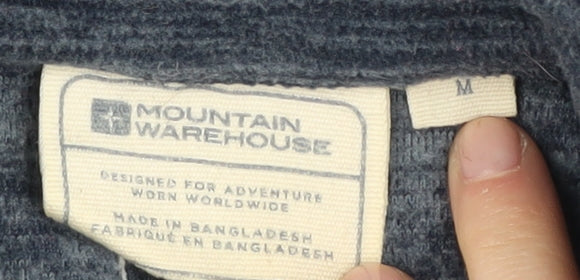 MOUNTAIN
WAREHOUSE
DESIGNED FOR ADVENTURE
WORN WORLDWIDE
MADE IN BANGLADESH
FABRIQUÉ EN BANGLADESH
M